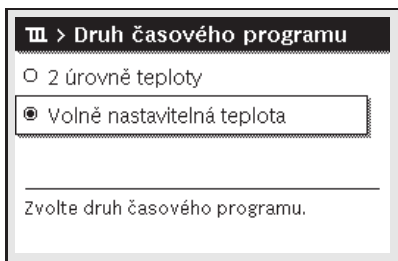 > Druh časového programu
2 úrovně teploty
Volně nastavitelná teplota
Zvolte druh časového programu.